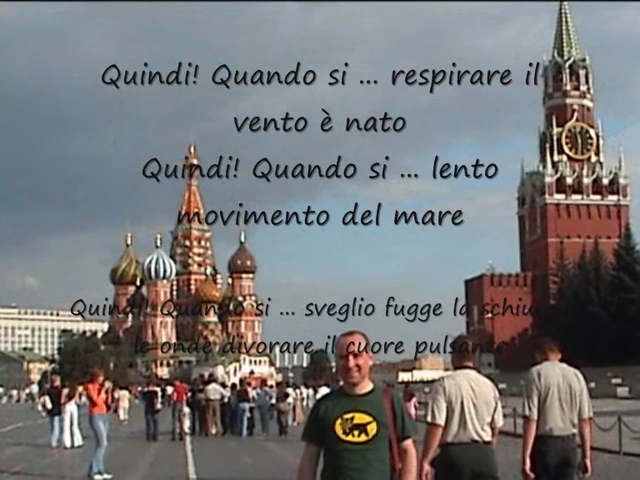 Quindi! Quando si ... respirare il
vento è nato
Quindi! Quando si ... lento
movimento del mare
Quindi! Quando si ... sveglio fugge la
le onde divorare il cuore pulsante